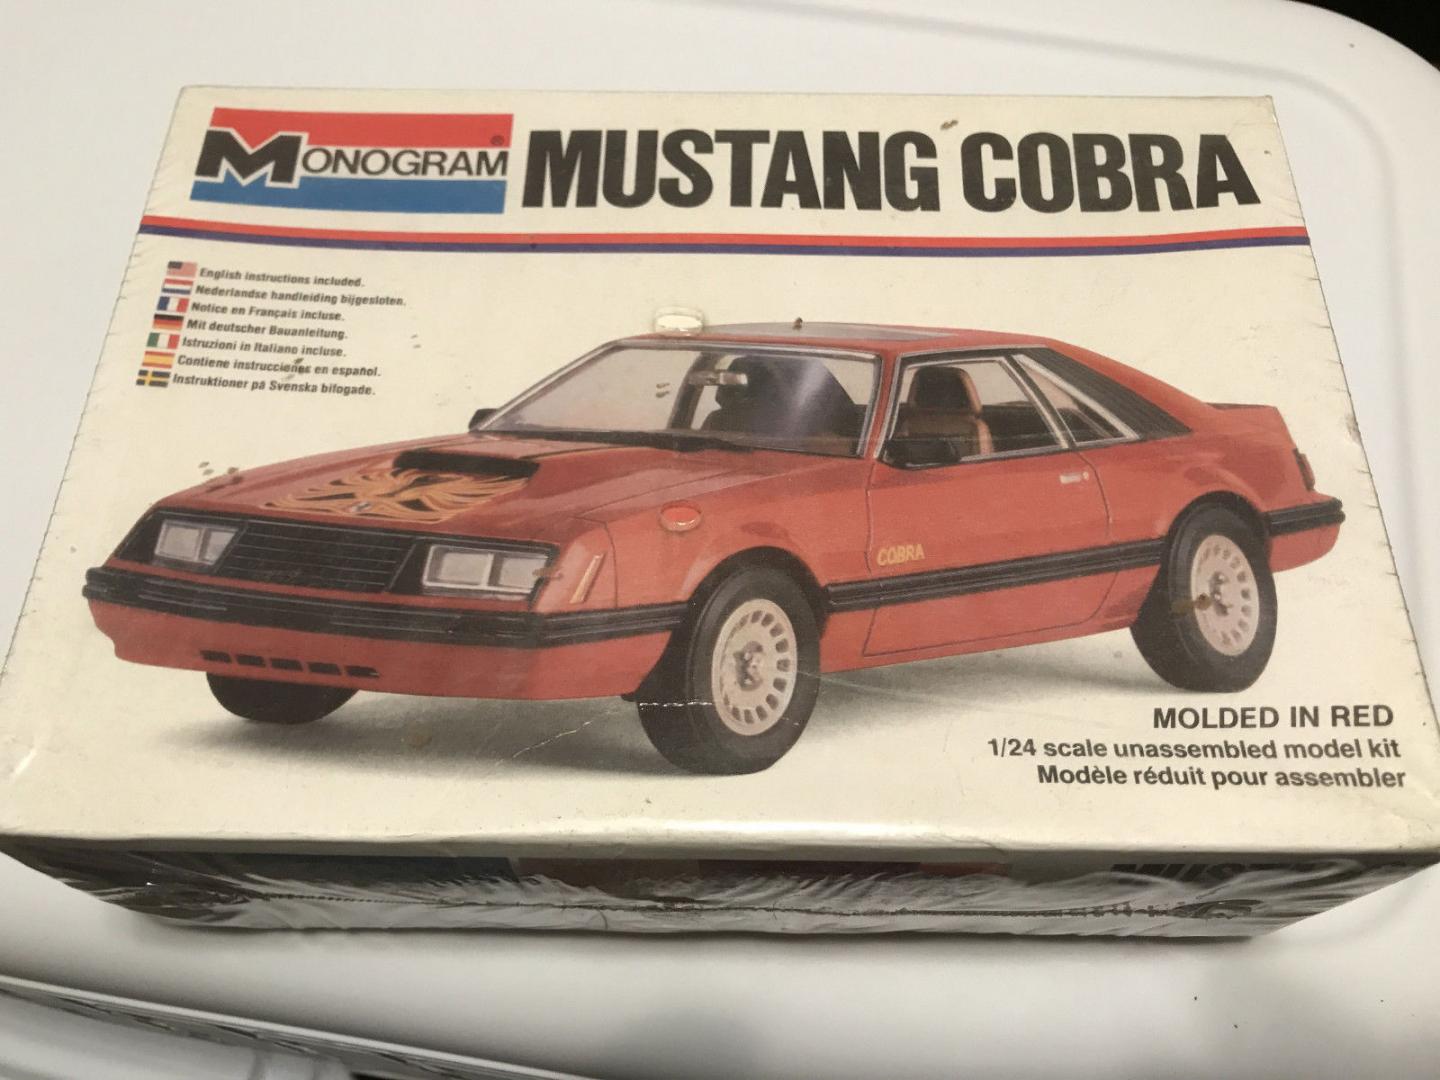 MONOGRAM® MUSTANG COBRA
English instructions included.
Nederlandse handleiding bijgesloten.
Notice en Français incluse.
Mit deutscher Bauanleitung.
Istruzioni in Italiano incluse.
Contiene instrucciones en español.
Instruktioner på Svenska bifogade.
COBRA
MOLDED IN RED
1/24 scale unassembled model kit
Modèle réduit pour assembler